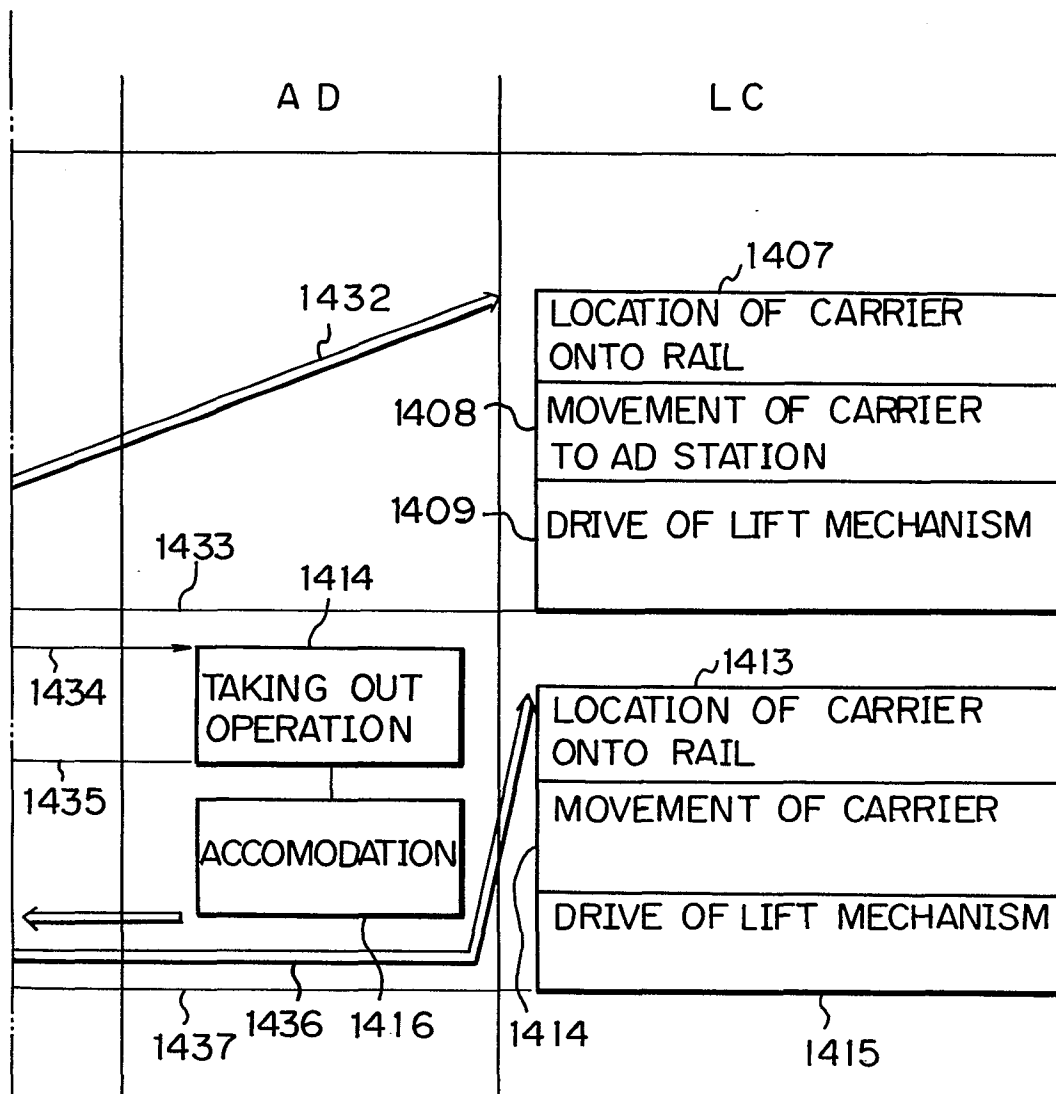 AD
LC
1407
1432
LOCATION OF CARRIER
ONTO RAIL
1408
MOVEMENT OF CARRIER
TO AD STATION
1409
DRIVE OF LIFT MECHANISM
1433
1414
1434
TAKING OUT
OPERATION
1413
LOCATION OF CARRIER
ONTO RAIL
1435
ACCOMODATION
MOVEMENT OF CARRIER
DRIVE OF LIFT MECHANISM
1437
1436
1416
1414
1415